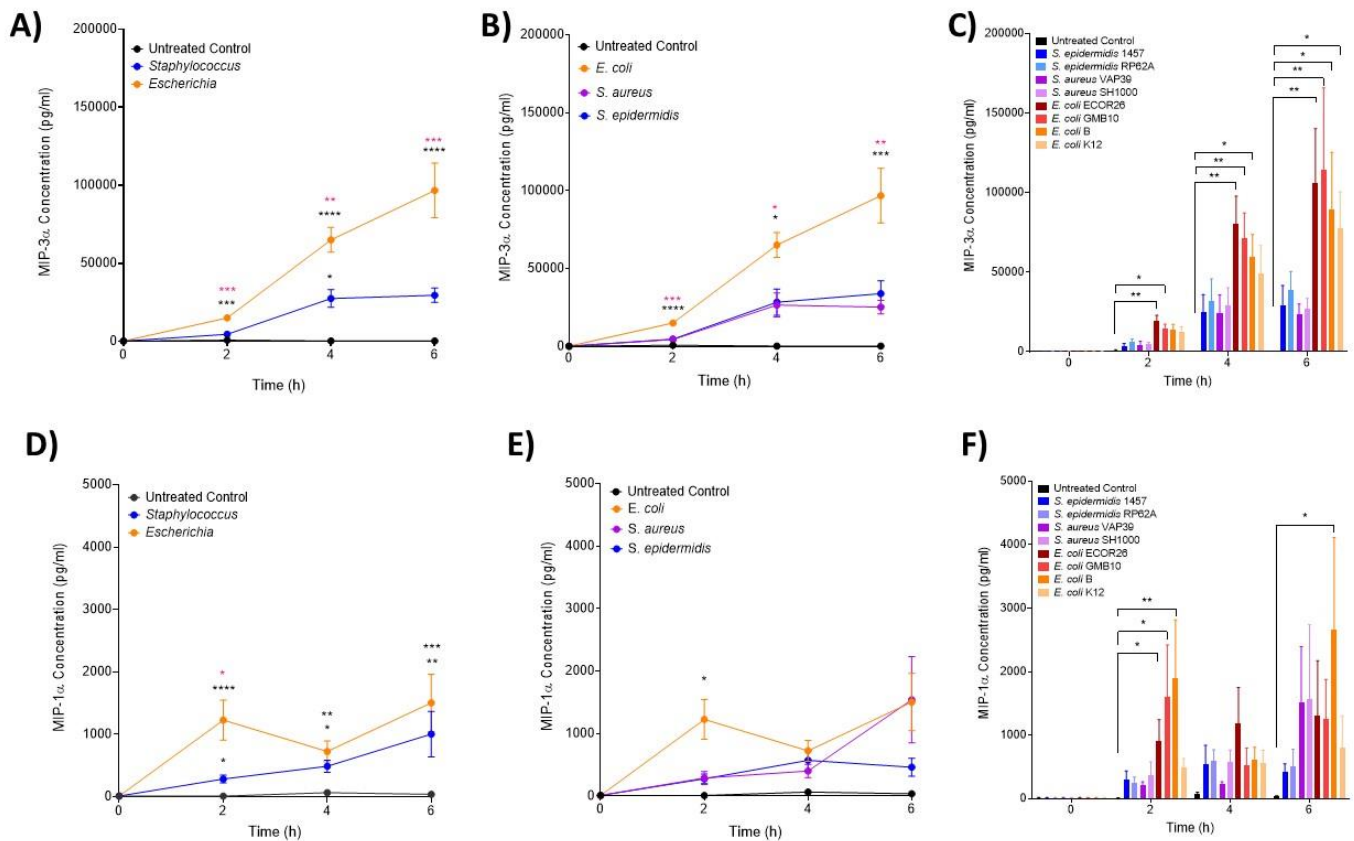 A)
MIP-3α Concentration (pg/ml)
200000
150000
100000
50000
0
Untreated Control
Staphylococcus
Escherichia
***
***
**
****
*
***
****
0 2 4 6
Time (h)
B)
MIP-3α Concentration (pg/ml)
200000
150000
100000
50000
0
Untreated Control
E. coli
S. aureus
S. epidermidis
***
****
*
*
**
***
0 2 4 6
Time (h)
C)
MIP-3α Concentration (pg/ml)
200000
150000
100000
50000
0
Untreated Control
S. epidermidis 1457
S. epidermidis RP62A
S. aureus VAP39
S. aureus SH1000
E. coli ECOR26
E. coli GMB10
E. coli B
E. coli K12
*
**
*
**
**
*
*
**
**
0 2 4 6
Time (h)
D)
MIP-1α Concentration (pg/ml)
5000
4000
3000
2000
1000
0
Untreated Control
Staphylococcus
Escherichia
*
****
*
**
*
***
**
0 2 4 6
Time (h)
E)
MIP-1α Concentration (pg/ml)
5000
4000
3000
2000
1000
0
Untreated Control
E. coli
S. aureus
S. epidermidis
*
0 2 4 6
Time (h)
F)
MIP-1α Concentration (pg/ml)
5000
4000
3000
2000
1000
0
Untreated Control
S. epidermidis 1457
S. epidermidis RP62A
S. aureus VAP39
S. aureus SH1000
E. coli ECOR26
E. coli GMB10
E. coli B
E. coli K12
**
*
*
*
0 2 4 6
Time (h)